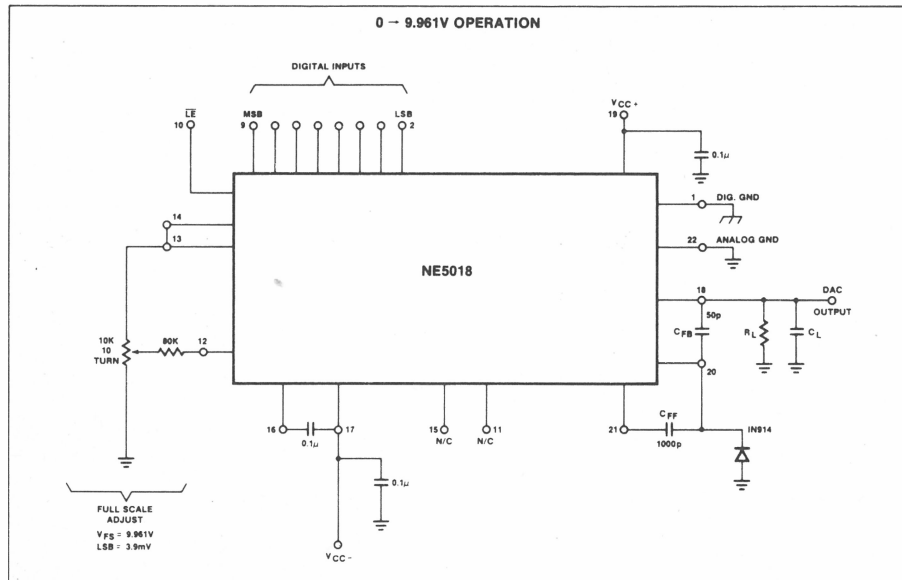 0 → 9.961V OPERATION
DIGITAL INPUTS
LE
10
MSB
9
LSB
2
VCC+
19
0.1µ
1
DIG. GND
14
13
22
ANALOG GND
NE5018
18
DAC
OUTPUT
50p
CFB
RL
CL
10K
10
TURN
80K
12
20
16
0.1µ
17
15
N/C
11
N/C
21
CFF
1000p
IN914
0.1µ
FULL SCALE
ADJUST
VFS = 9.961V
LSB = 3.9mV
VCC-